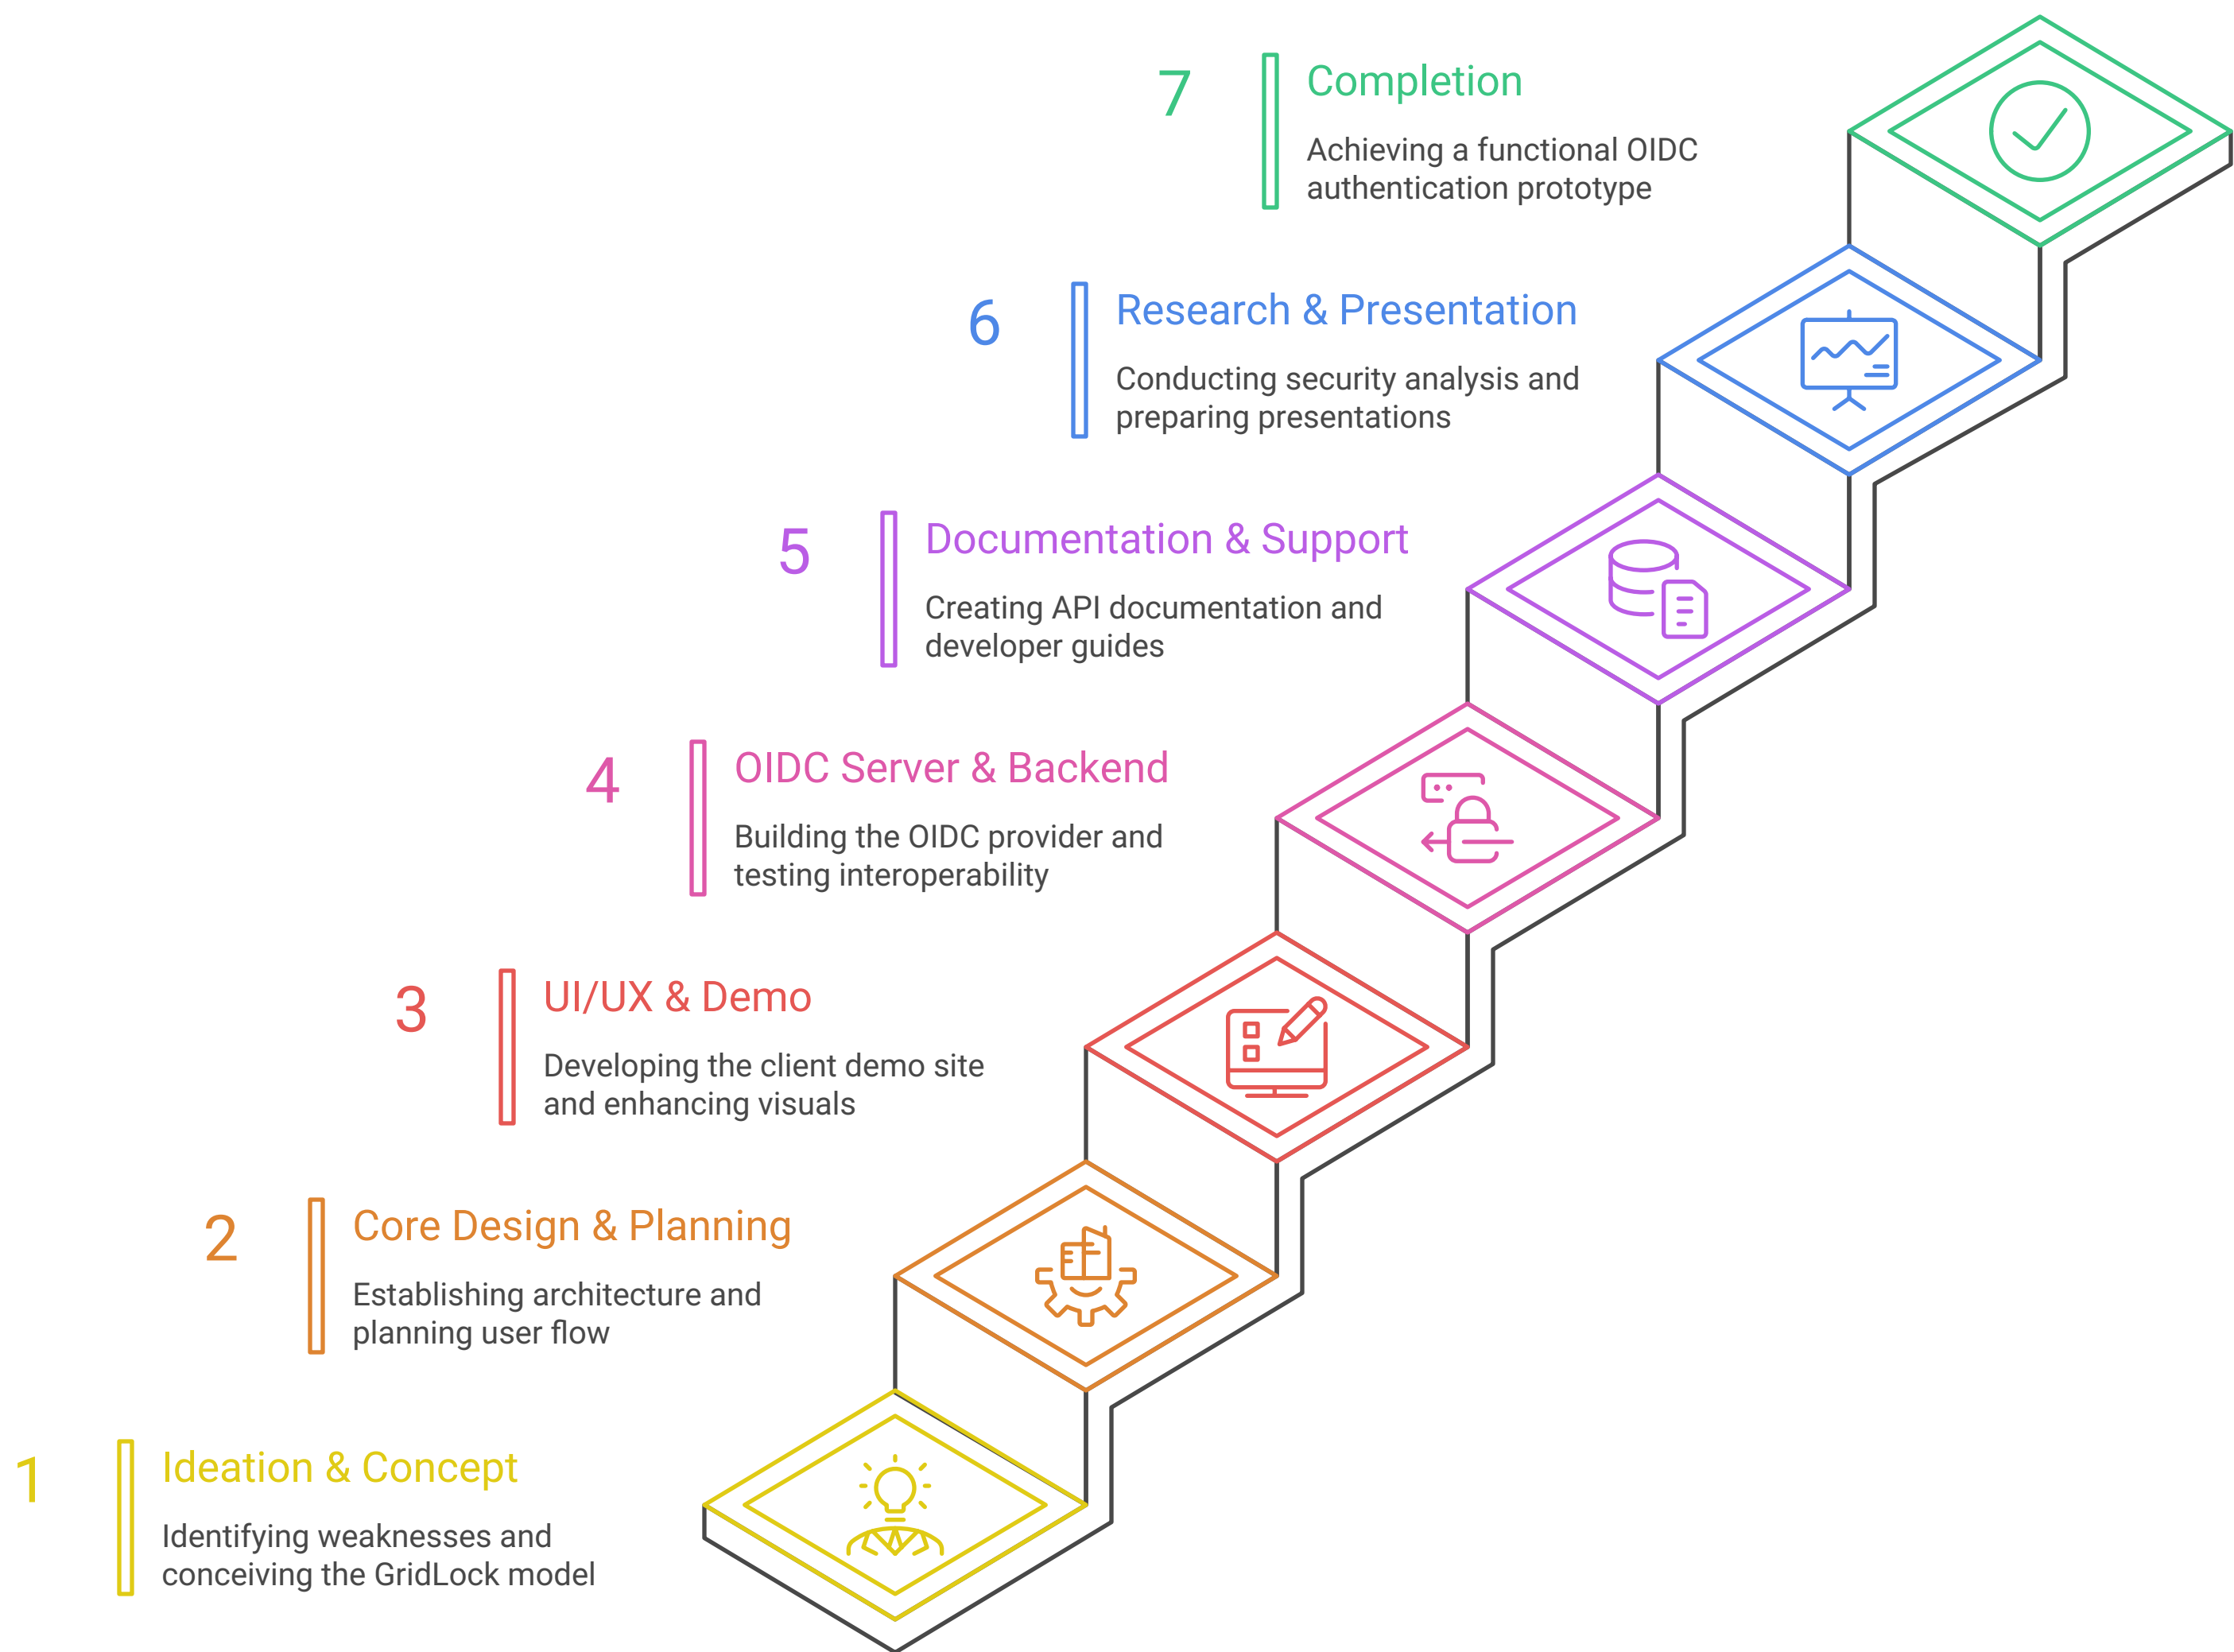 7
Completion
Achieving a functional OIDC
authentication prototype
6
Research & Presentation
Conducting security analysis and
preparing presentations
5
Documentation & Support
Creating API documentation and
developer guides
4
OIDC Server & Backend
Building the OIDC provider and
testing interoperability
3
UI/UX & Demo
Developing the client demo site
and enhancing visuals
2
Core Design & Planning
Establishing architecture and
planning user flow
1
Ideation & Concept
Identifying weaknesses and
conceiving the GridLock model